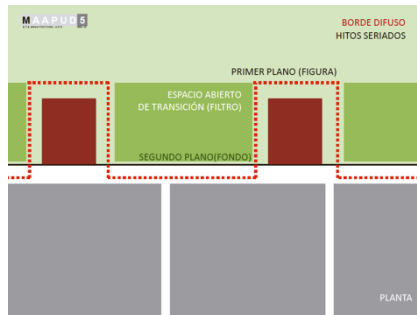 MAAPUD5
BORDE DIFUSO
HITOS SERIADOS
PRIMER PLANO (FIGURA)
ESPACIO ABIERTO
DE TRANSICIÓN (FILTRO)
SEGUNDO PLANO(FONDO)
PLANTA